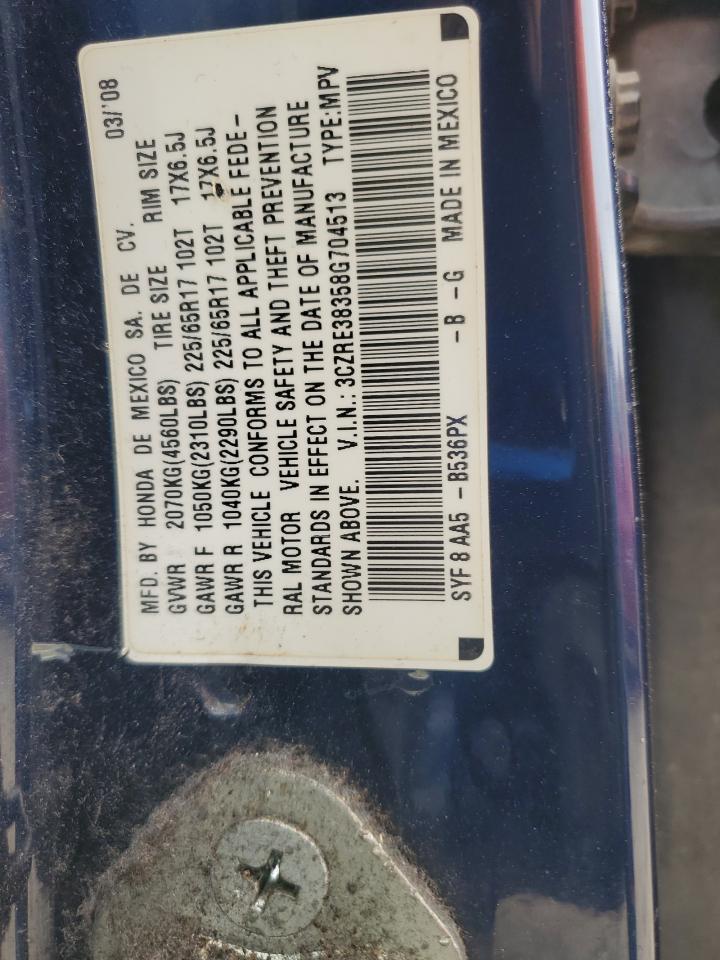 03/'08
MFD. BY HONDA DE MEXICO SA. DE CV.
GVWR 2070KG(4560LBS) TIRE SIZE RIM SIZE
GAWR F 1050KG(2310LBS) 225/65R17 102T 17X6.5J
GAWR R 1040KG(2290LBS) 225/65R17 102T 17X6.5J
THIS VEHICLE CONFORMS TO ALL APPLICABLE FEDE-
RAL MOTOR VEHICLE SAFETY AND THEFT PREVENTION
STANDARDS IN EFFECT ON THE DATE OF MANUFACTURE
SHOWN ABOVE. V.I.N.: 3CZRE38358G704513 TYPE:MPV
SYF 8 AA5 -B536PX -B -G MADE IN MEXICO